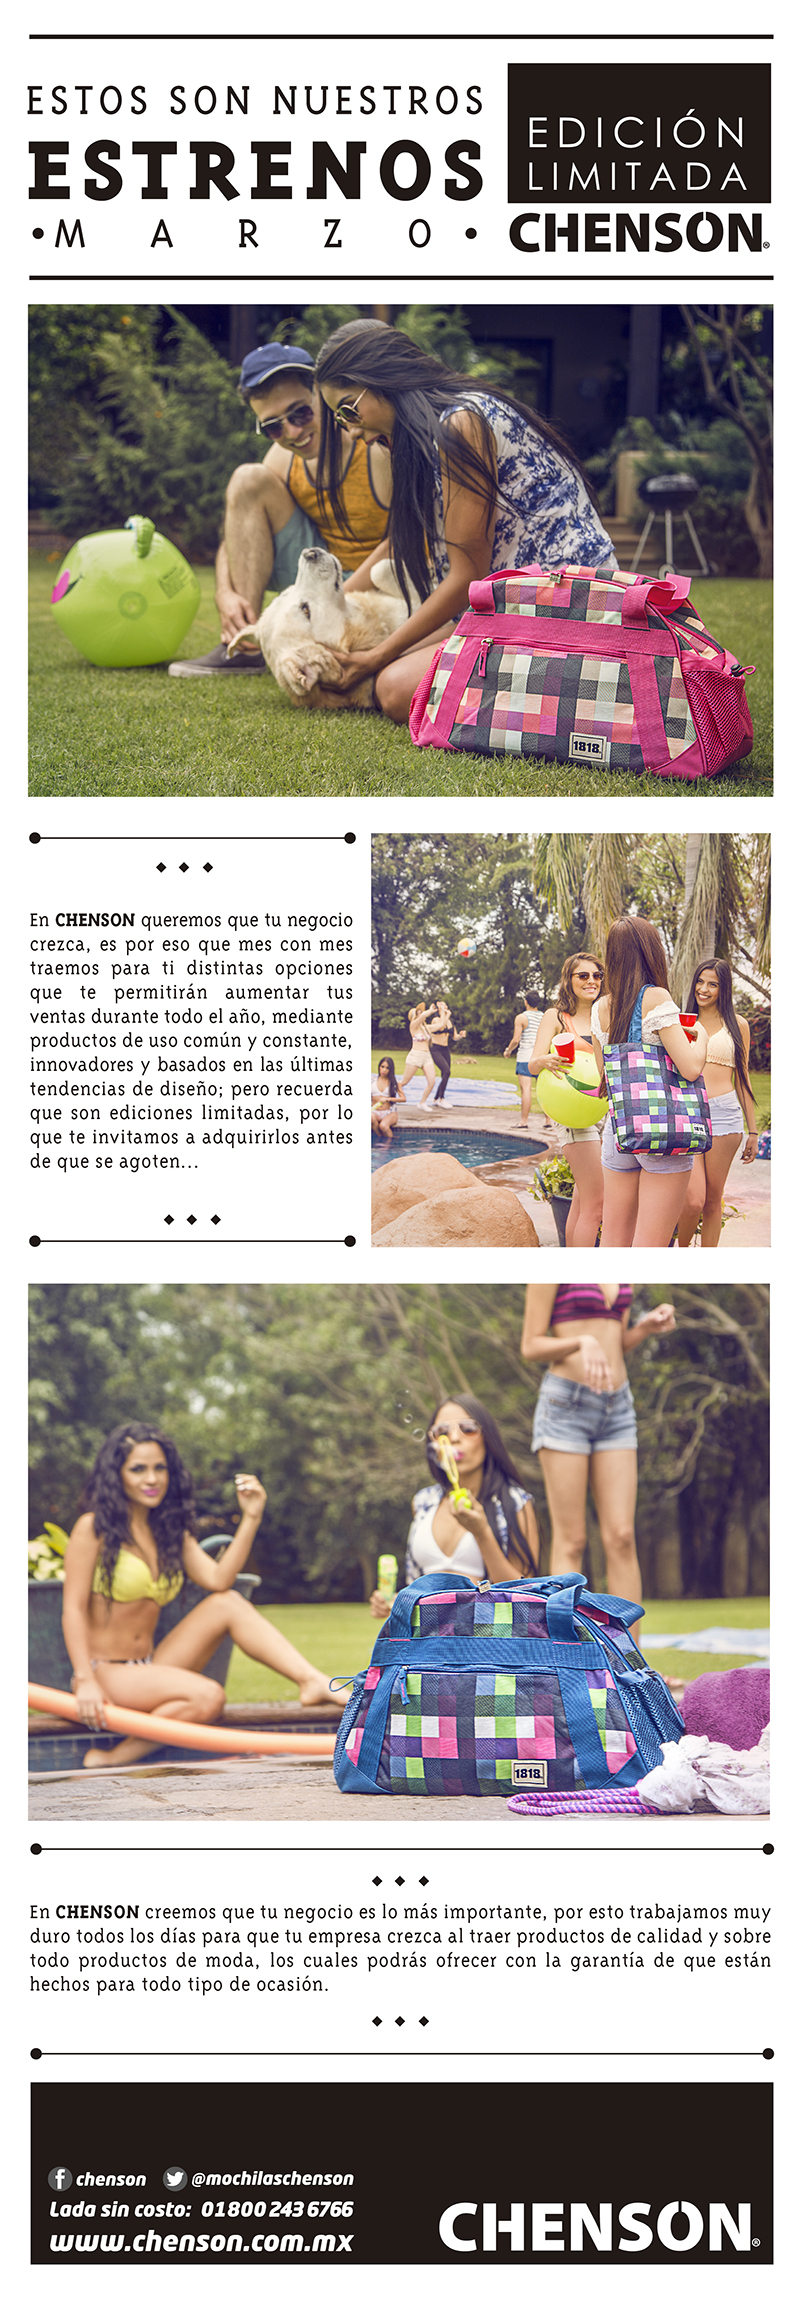 ESTOS SON NUESTROS
ESTRENOS
•MARZO•
EDICIÓN
LIMITADA
CHENSON®
1818
En CHENSON queremos que tu negocio
crezca, es por eso que mes con mes
traemos para ti distintas opciones
que te permitirán aumentar tus
ventas durante todo el año, mediante
productos de uso común y constante,
innovadores y basados en las últimas
tendencias de diseño; pero recuerda
que son ediciones limitadas, por lo
que te invitamos a adquirirlos antes
de que se agoten...
1818
1818
En CHENSON creemos que tu negocio es lo más importante, por esto trabajamos muy
duro todos los días para que tu empresa crezca al traer productos de calidad y sobre
todo productos de moda, los cuales podrás ofrecer con la garantía de que están
hechos para todo tipo de ocasión.
chenson @mochilaschenson
Lada sin costo: 01800 243 6766
www.chenson.com.mx
CHENSON®